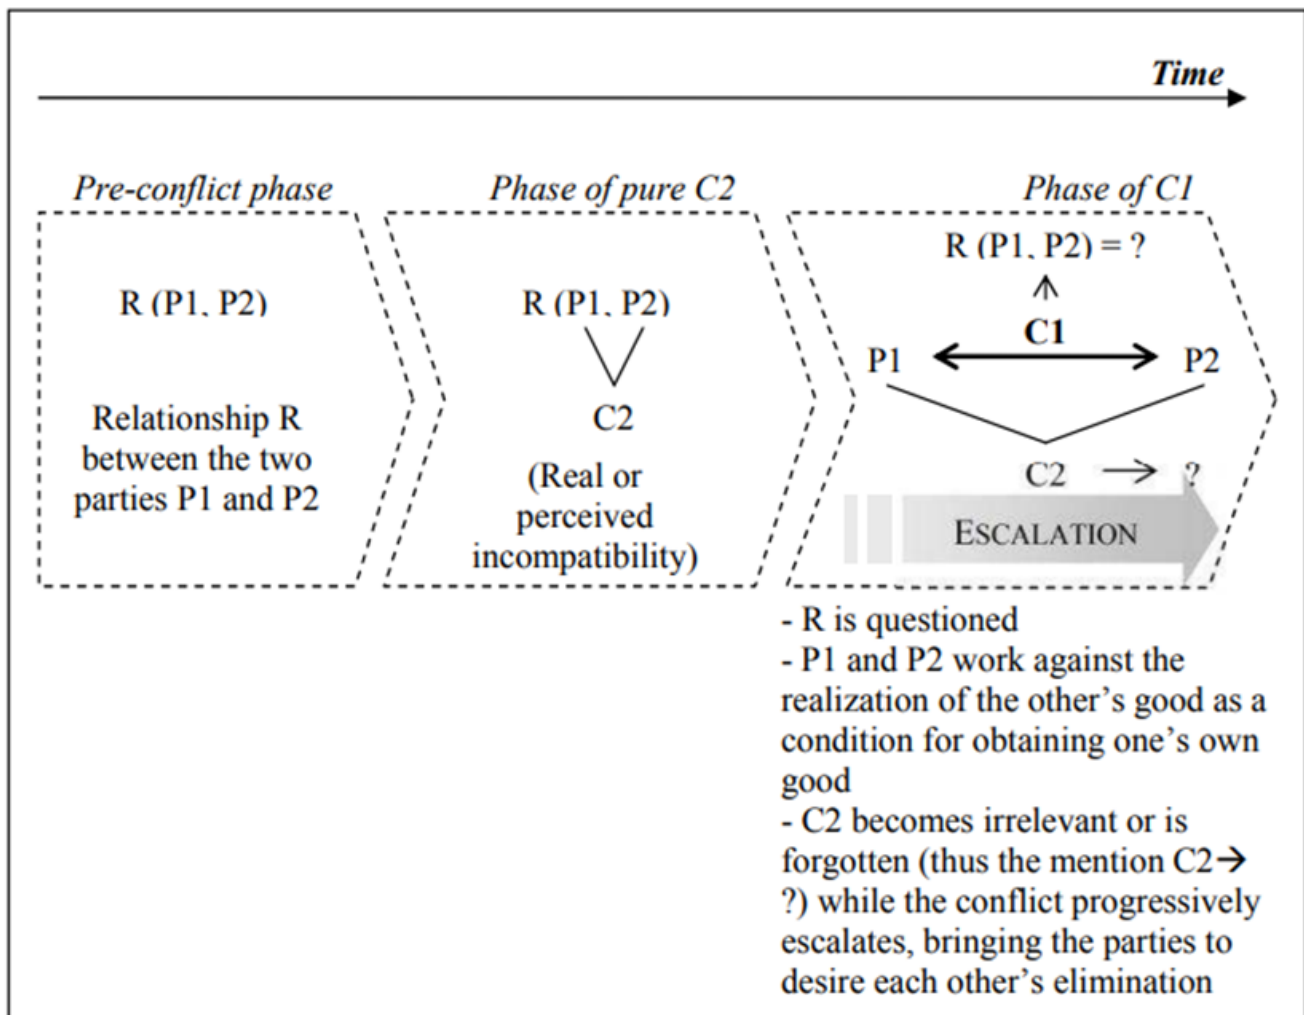 Time
Pre-conflict phase
R (P1, P2)
Relationship R
between the two
parties P1 and P2
Phase of pure C2
R (P1, P2)
C2
(Real or
perceived
incompatibility)
Phase of C1
R (P1, P2) = ?
C1
P1
P2
C2 → ?
ESCALATION
- R is questioned
- P1 and P2 work against the
realization of the other’s good as a
condition for obtaining one’s own
good
- C2 becomes irrelevant or is
forgotten (thus the mention C2→
?) while the conflict progressively
escalates, bringing the parties to
desire each other’s elimination